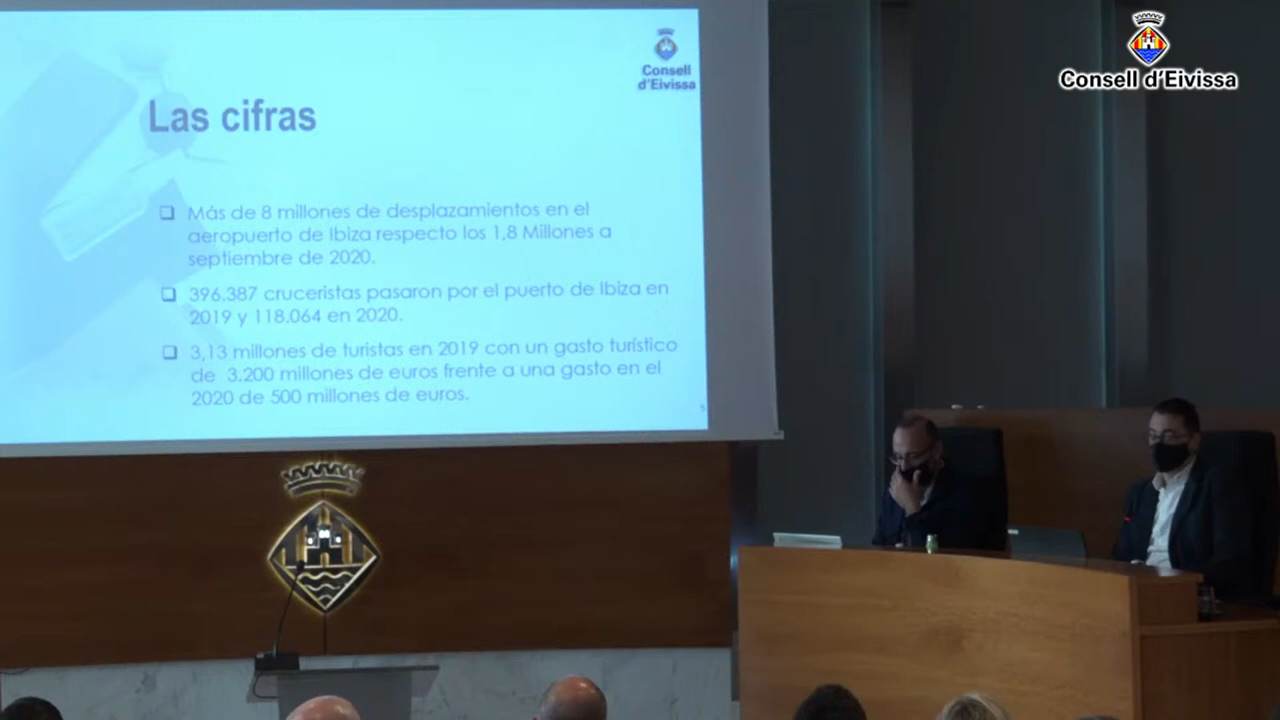 Consell
d'Eivissa
Consell d'Eivissa
Las cifras
Más de 8 millones de desplazamientos en el
aeropuerto de Ibiza respecto los 1,8 Millones a
septiembre de 2020.
396.387 cruceristas pasaron por el puerto de Ibiza en
2019 y 118.064 en 2020.
3,13 millones de turistas en 2019 con un gasto turístico
de 3.200 millones de euros frente a una gasto en el
2020 de 500 millones de euros.
5